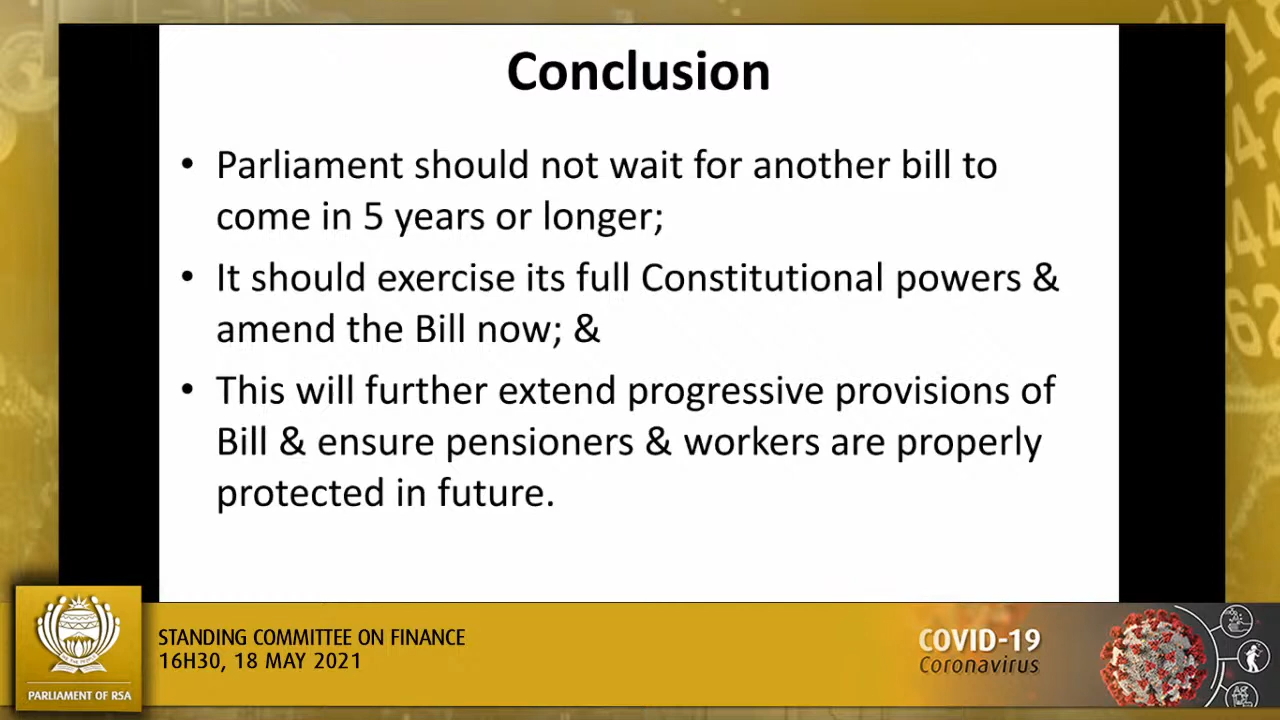 Conclusion
• Parliament should not wait for another bill to
come in 5 years or longer;
• It should exercise its full Constitutional powers &
amend the Bill now; &
• This will further extend progressive provisions of
Bill & ensure pensioners & workers are properly
protected in future.
STANDING COMMITTEE ON FINANCE
16H30, 18 MAY 2021
PARLIAMENT OF RSA
COVID-19
Coronavirus